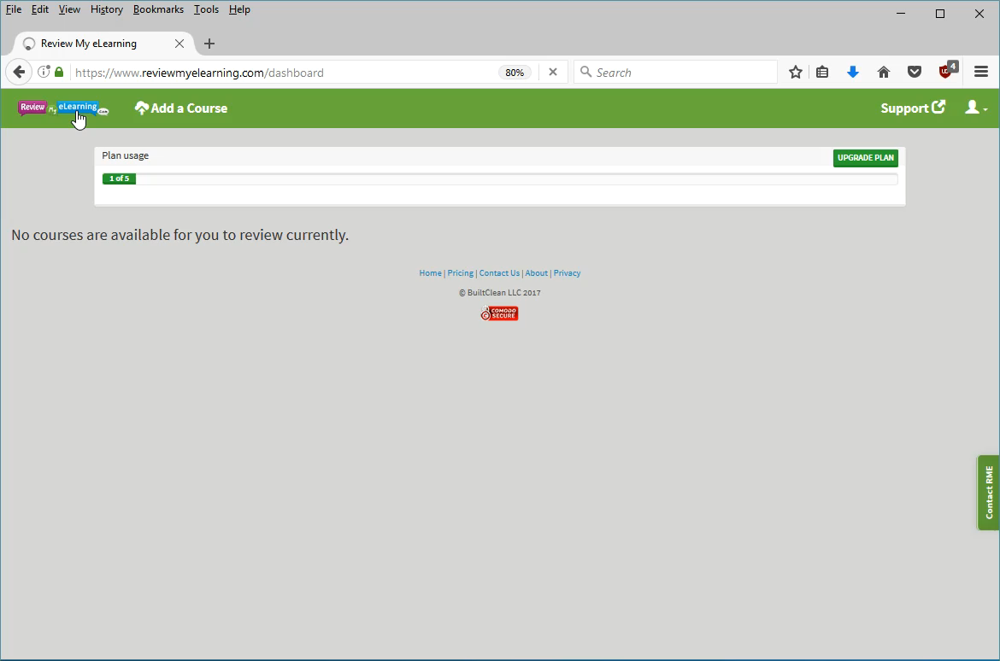 File Edit View History Bookmarks Tools Help
Review My eLearning
https://www.reviewmyelearning.com/dashboard 80% Search 4
Review My eLearning .com Add a Course Support
Plan usage UPGRADE PLAN
1 of 5
No courses are available for you to review currently.
Home | Pricing | Contact Us | About | Privacy
© BuiltClean LLC 2017
COMODO
SECURE
Contact RME